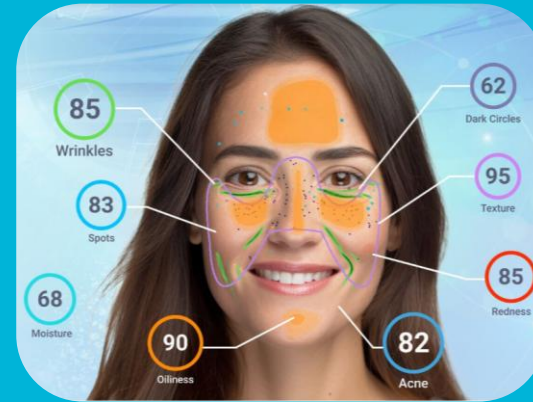 85
Wrinkles
62
Dark Circles
83
Spots
95
Texture
68
Moisture
85
Redness
90
Oiliness
82
Acne